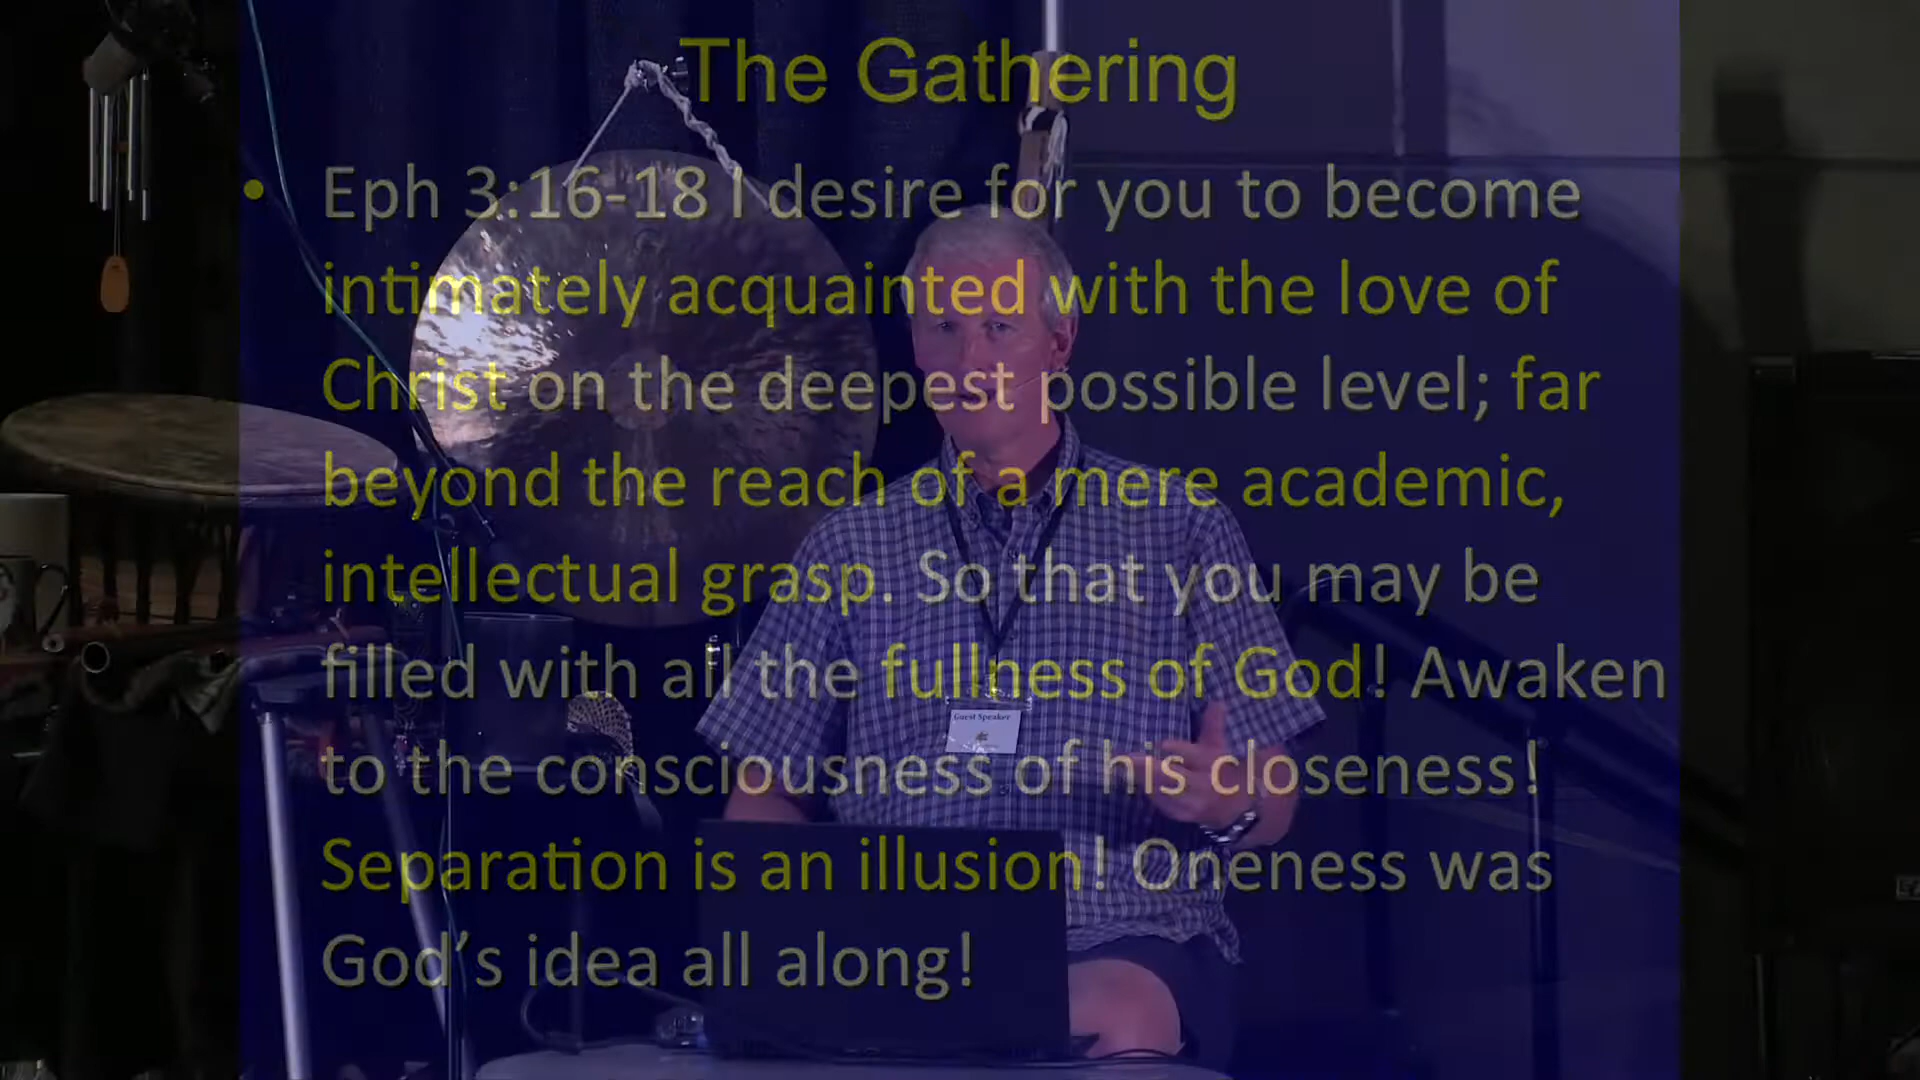 The Gathering
• Eph 3:16-18 I desire for you to become
intimately acquainted with the love of
Christ on the deepest possible level; far
beyond the reach of a mere academic,
intellectual grasp. So that you may be
filled with all the fullness of God! Awaken
to the consciousness of his closeness!
Separation is an illusion! Oneness was
God’s idea all along!
Guest Speaker